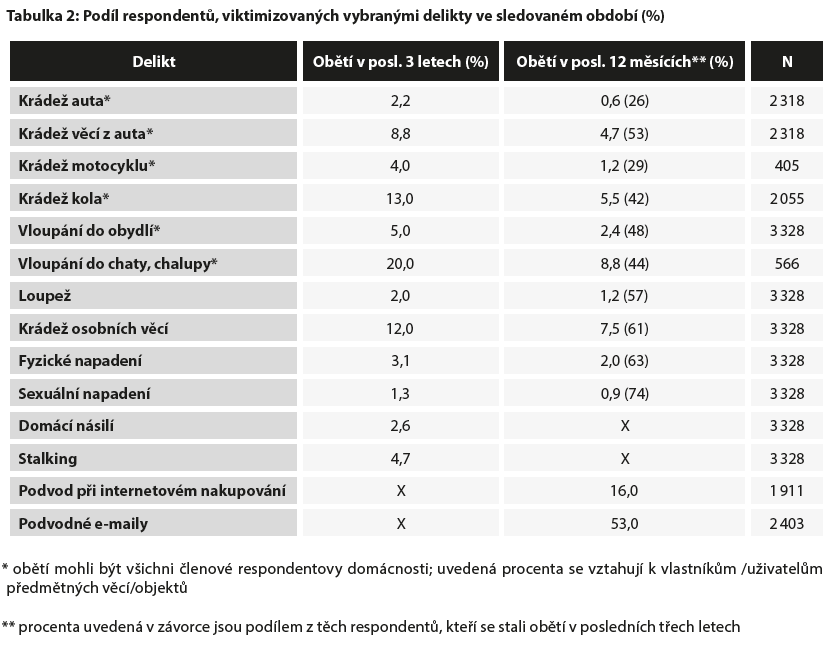 Tabulka 2: Podíl respondentů, viktimizovaných vybranými delikty ve sledovaném období (%)
Delikt Obětí v posl. 3 letech (%) Obětí v posl. 12 měsících** (%) N
Krádež auta* 2,2 0,6 (26) 2 318
Krádež věcí z auta* 8,8 4,7 (53) 2 318
Krádež motocyklu* 4,0 1,2 (29) 405
Krádež kola* 13,0 5,5 (42) 2 055
Vloupání do obydlí* 5,0 2,4 (48) 3 328
Vloupání do chaty, chalupy* 20,0 8,8 (44) 566
Loupež 2,0 1,2 (57) 3 328
Krádež osobních věcí 12,0 7,5 (61) 3 328
Fyzické napadení 3,1 2,0 (63) 3 328
Sexuální napadení 1,3 0,9 (74) 3 328
Domácí násilí 2,6 X 3 328
Stalking 4,7 X 3 328
Podvod při internetovém nakupování X 16,0 1 911
Podvodné e-maily X 53,0 2 403
* obětí mohli být všichni členové respondentovy domácnosti; uvedená procenta se vztahují k vlastníkům /uživatelům
předmětných věcí/objektů
** procenta uvedená v závorce jsou podílem z těch respondentů, kteří se stali obětí v posledních třech letech